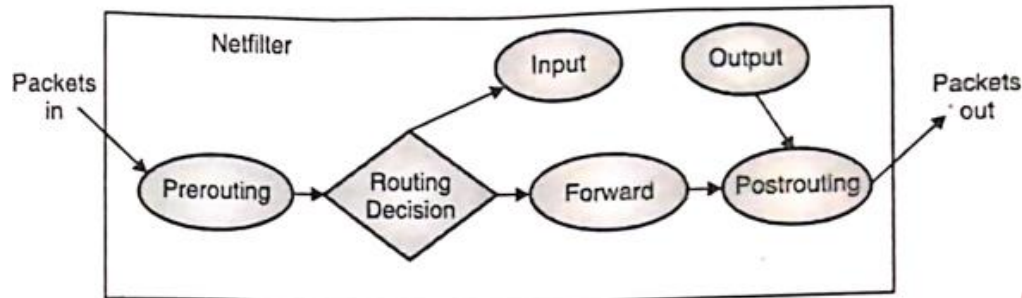 Netfilter
Input
Output
Packets
in
Packets
out
Prerouting
Routing
Decision
Forward
Postrouting